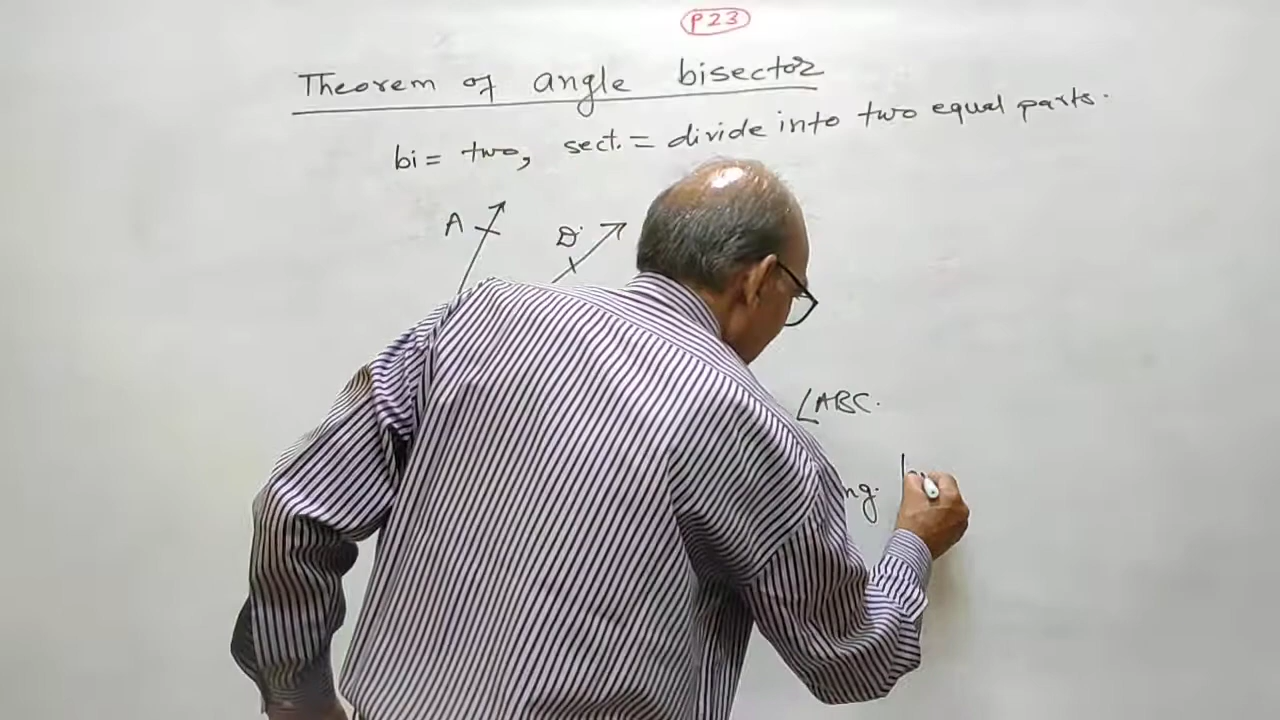 P23
Theorem of angle bisector
bi = two, sect. = divide into two equal parts.
A D
∠ABC.